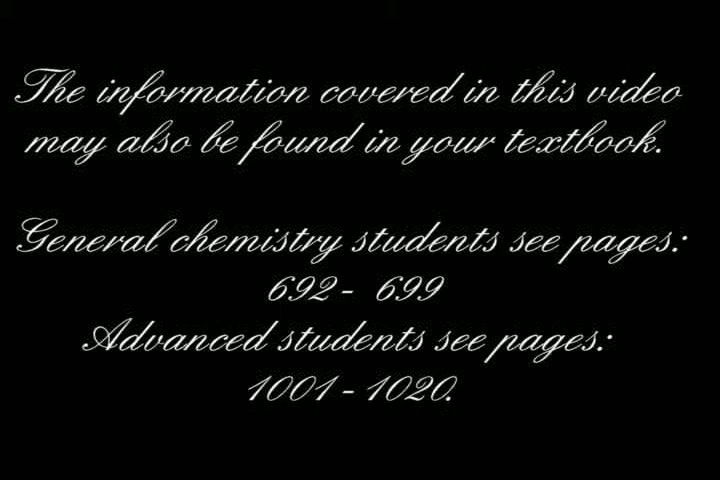 The information covered in this video
may also be found in your textbook.
General chemistry students see pages:
692 - 699
Advanced students see pages:
1001 - 1020.